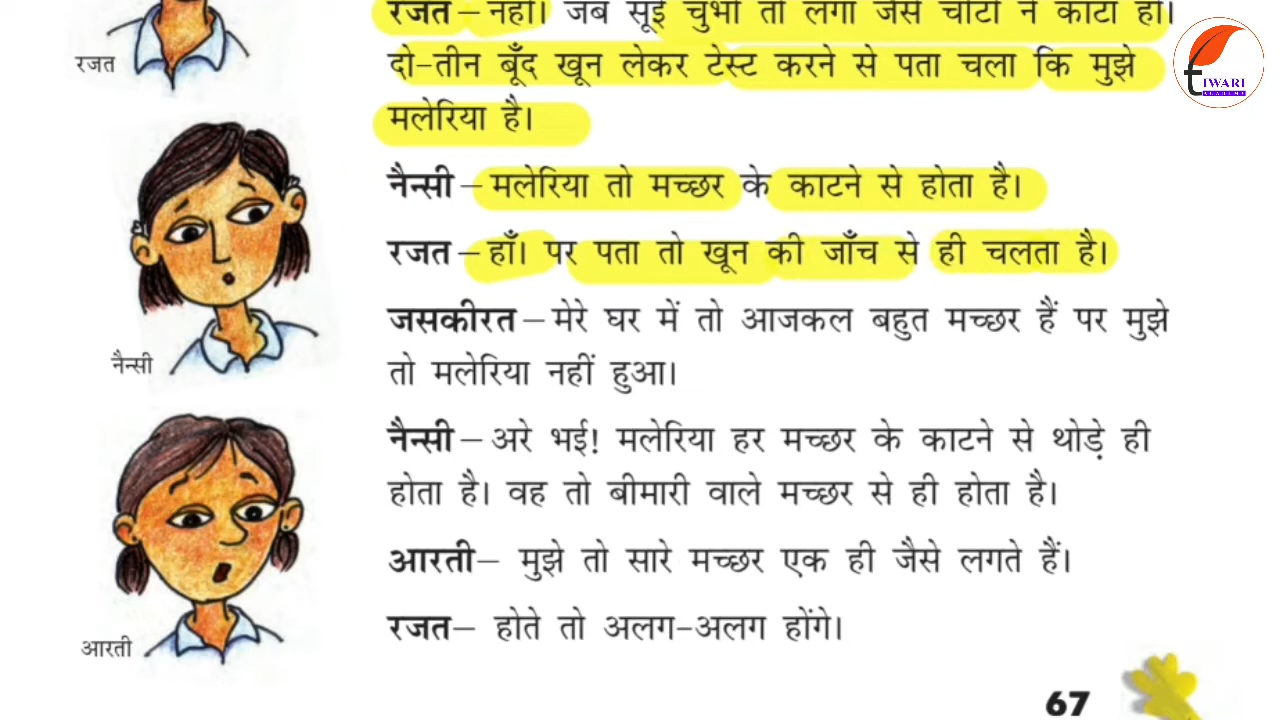 रजत – नहीं। जब सूई चुभी तो लगा जैसे चींटी ने काटा हो।
दो-तीन बूँद खून लेकर टेस्ट करने से पता चला कि मुझे
मलेरिया है।
रजत
नैन्सी – मलेरिया तो मच्छर के काटने से होता है।
रजत – हाँ। पर पता तो खून की जाँच से ही चलता है।
जसकीरत – मेरे घर में तो आजकल बहुत मच्छर हैं पर मुझे
तो मलेरिया नहीं हुआ।
नैन्सी
नैन्सी – अरे भई! मलेरिया हर मच्छर के काटने से थोड़े ही
होता है। वह तो बीमारी वाले मच्छर से ही होता है।
आरती – मुझे तो सारे मच्छर एक ही जैसे लगते हैं।
रजत – होते तो अलग-अलग होंगे।
आरती
67
TIWARI
ACADEMY